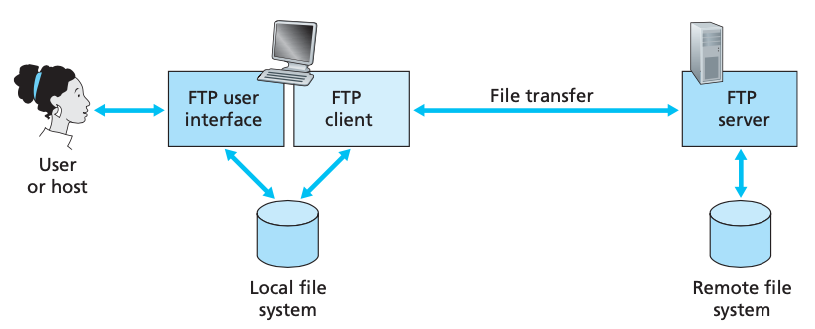 FTP user
interface
FTP
client
File transfer
FTP
server
User
or host
Local file
system
Remote file
system